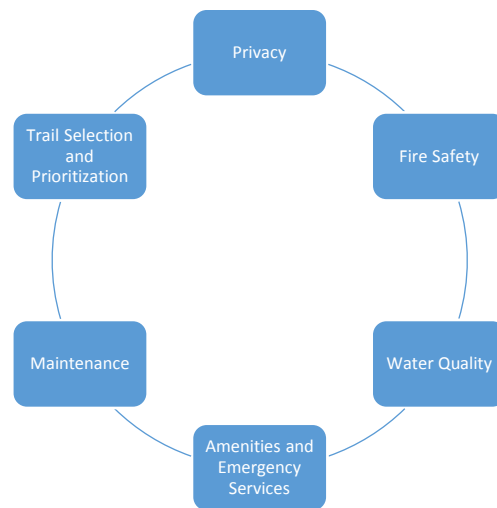 Privacy
Fire Safety
Water Quality
Amenities and
Emergency
Services
Maintenance
Trail Selection
and
Prioritization